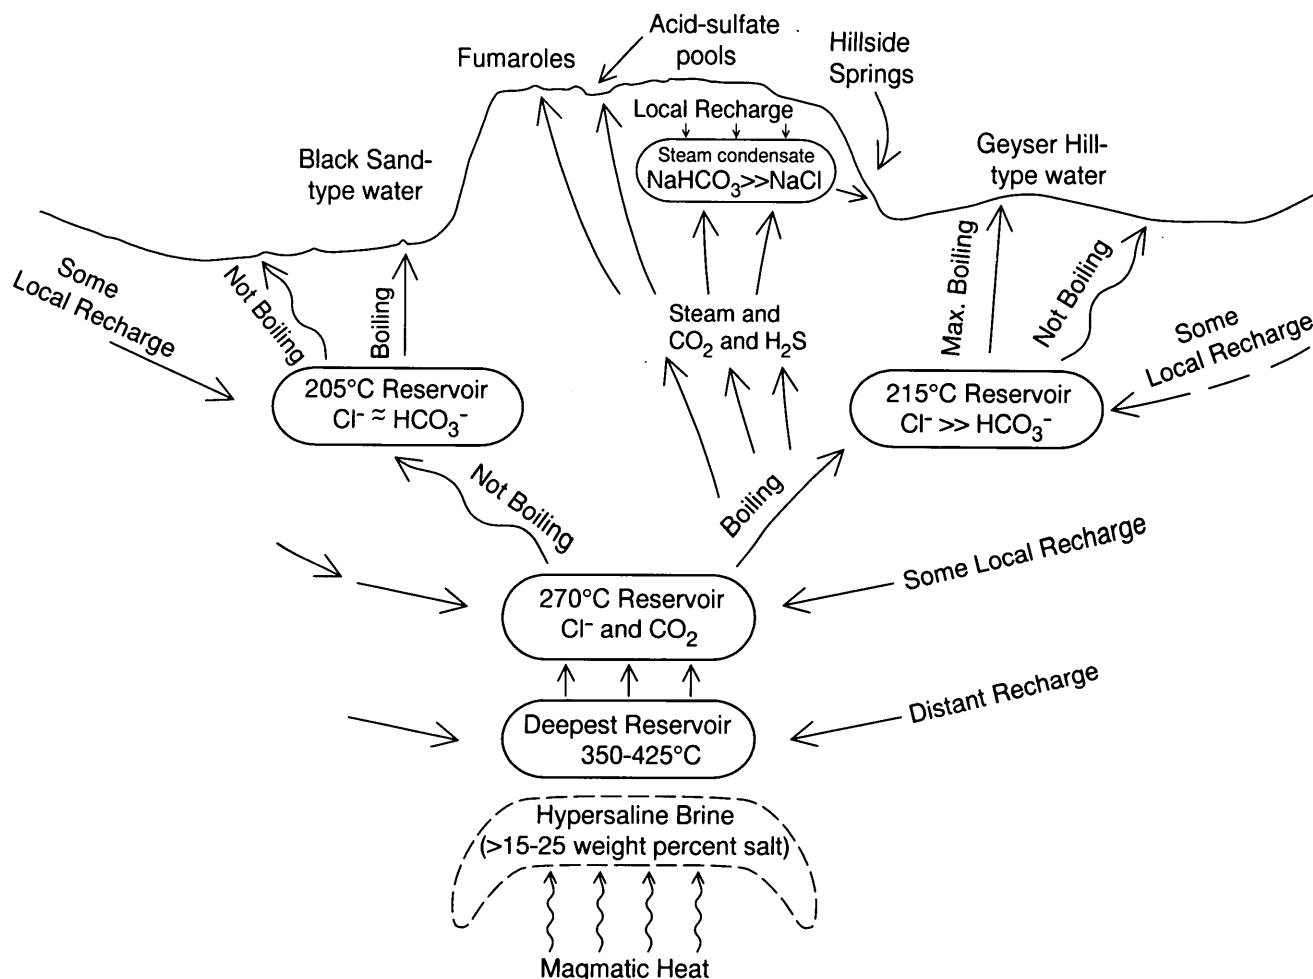 Fumaroles
Acid-sulfate
pools
Hillside
Springs
Local Recharge
Steam condensate
NaHCO₃>>NaCl
Black Sand-
type water
Geyser Hill-
type water
Some
Local Recharge
Not Boiling
Boiling
Steam and
CO₂ and H₂S
Max. Boiling
Not Boiling
Some
Local Recharge
205°C Reservoir
Cl⁻ ≈ HCO₃⁻
215°C Reservoir
Cl⁻ >> HCO₃⁻
Not Boiling
Boiling
Some Local Recharge
270°C Reservoir
Cl⁻ and CO₂
Distant Recharge
Deepest Reservoir
350-425°C
Hypersaline Brine
(>15-25 weight percent salt)
Magmatic Heat